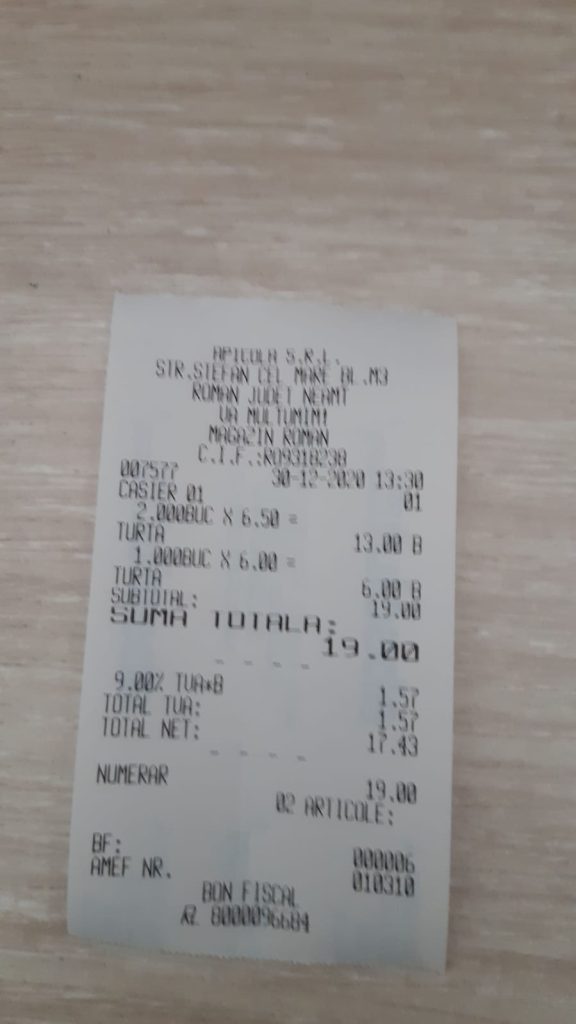 APICOLA S.R.L.
STR.STEFAN CEL MARE BL.M3
ROMAN JUDET NEAMT
VA MULTUMIM!
MAGAZIN ROMAN
C.I.F.:RO9318238
007577 30-12-2020 13:30
CASIER 01 01
2.000BUC X 6.50 =
TURTA 13.00 B
1.000BUC X 6.00 =
TURTA 6.00 B
SUBTOTAL: 19.00
SUMA TOTALA:
19.00
- - - -
9.00% TVA*B 1.57
TOTAL TVA: 1.57
TOTAL NET: 17.43
- - - -
NUMERAR 19.00
02 ARTICOLE:
BF: 000006
AMEF NR. 010310
BON FISCAL
8000096684